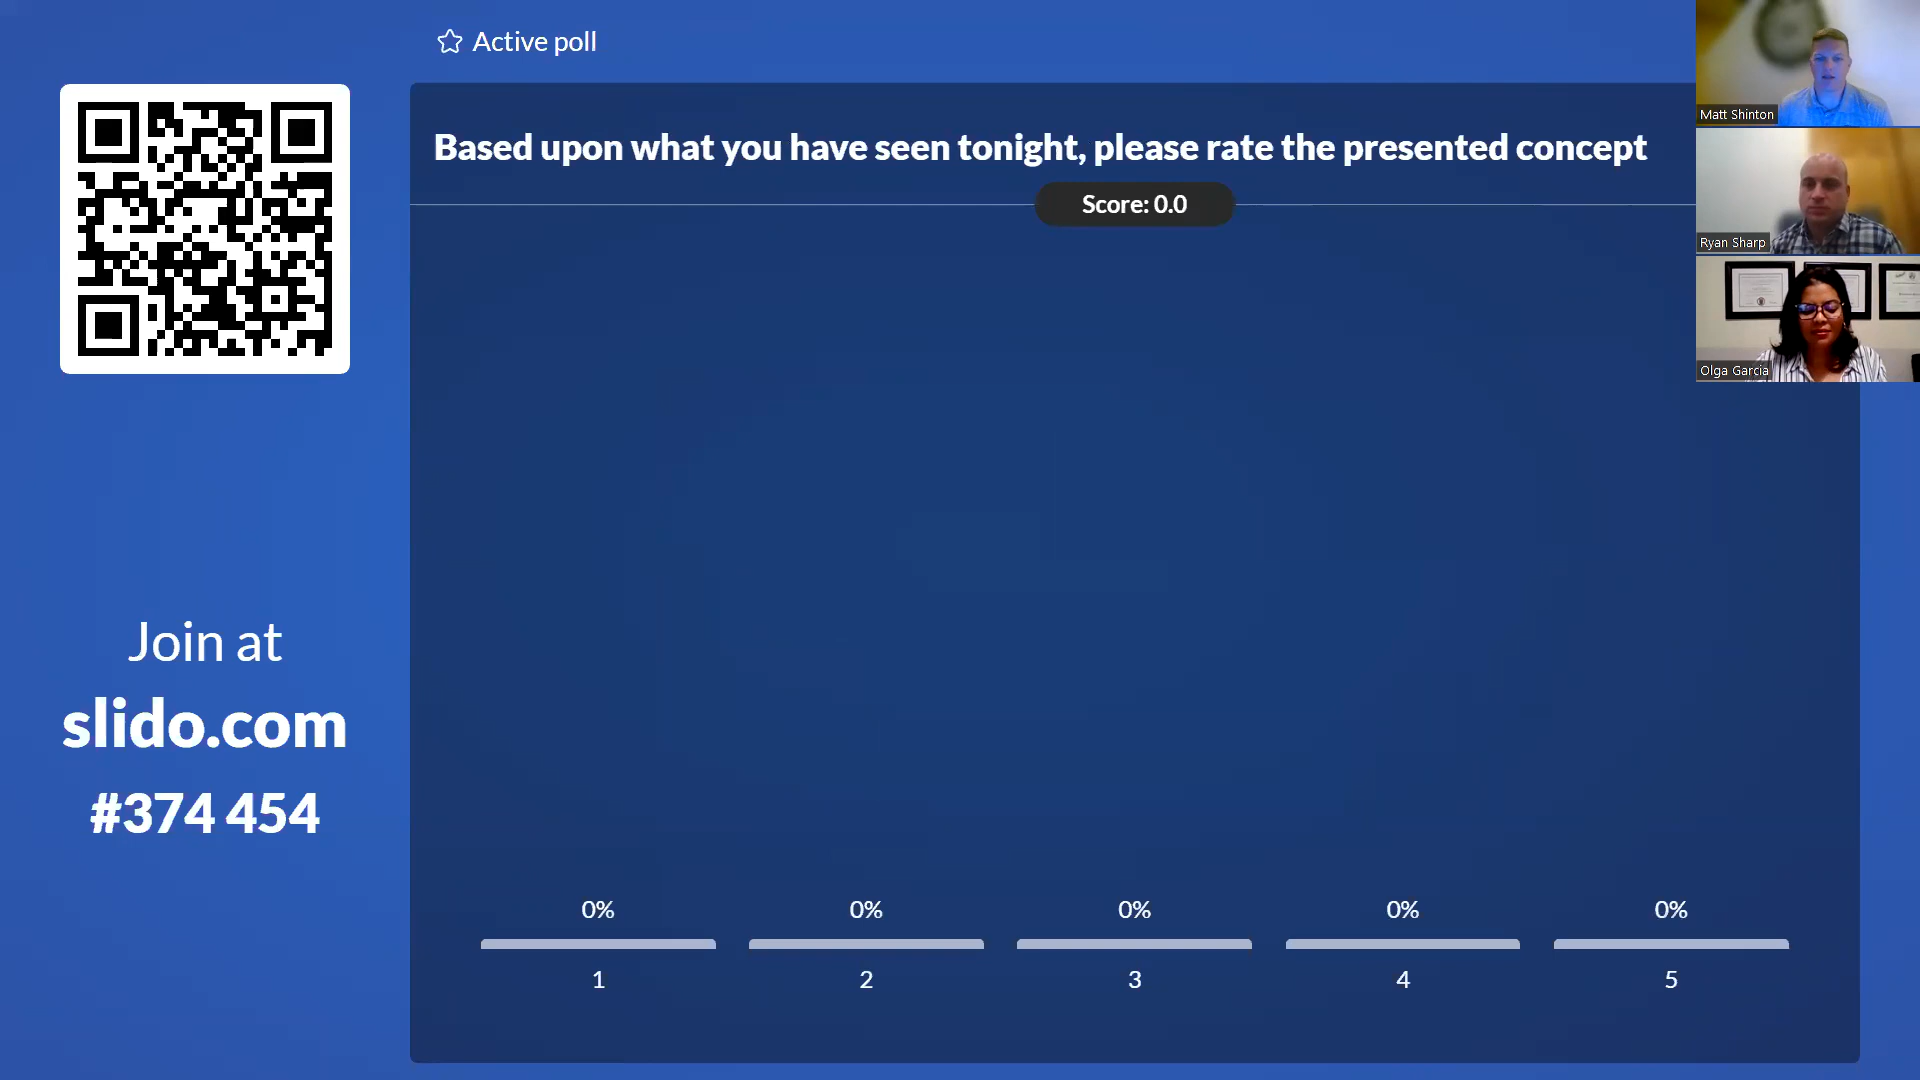 Active poll
Based upon what you have seen tonight, please rate the presented concept
Score: 0.0
Join at
slido.com
#374 454
0% 0% 0% 0% 0%
1 2 3 4 5
Matt Shinton
Ryan Sharp
Olga Garcia